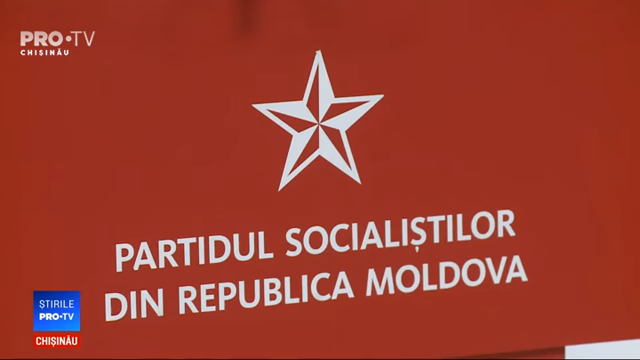 PRO•TV
CHIȘINĂU
PARTIDUL SOCIALIȘTILOR
DIN REPUBLICA MOLDOVA
ȘTIRILE
PRO•TV
CHIȘINĂU